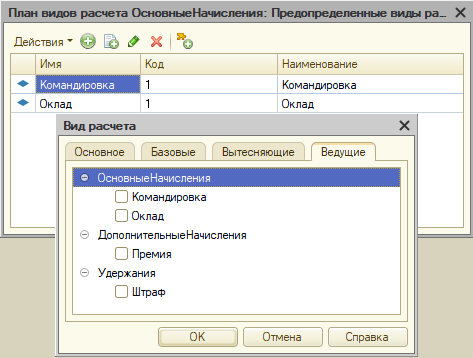 План видов расчета ОсновныеНачисления: Предопределенные виды ра...
Действия
Имя Код Наименование
Командировка 1 Командировка
Оклад 1 Оклад
Вид расчета
Основное Базовые Вытесняющие Ведущие
ОсновныеНачисления
Командировка
Оклад
ДополнительныеНачисления
Премия
Удержания
Штраф
OK Отмена Справка